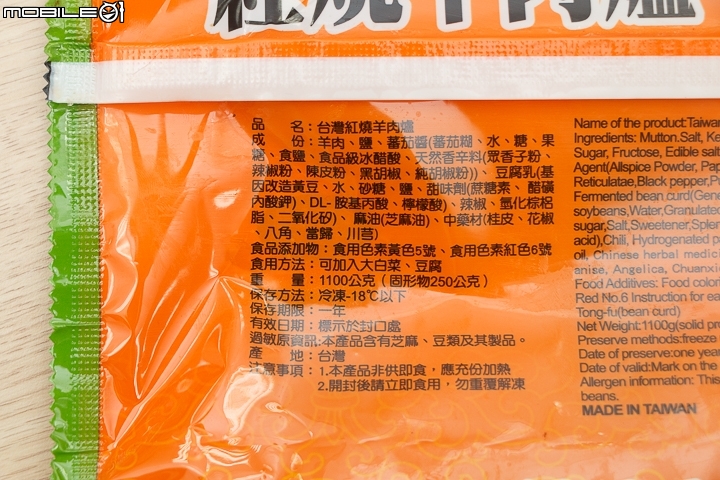 MOBILE01
紅燒羊肉爐
品 名：台灣紅燒羊肉爐
成 份：羊肉、鹽、蕃茄醬(蕃茄糊、水、糖、果
糖、食鹽、食品級冰醋酸、天然香辛料(眾香子粉、
辣椒粉、陳皮粉、黑胡椒、純胡椒粉))、豆腐乳(基
因改造黃豆、水、砂糖、鹽、甜味劑(蔗糖素、醋磺
內酸鉀)、DL-胺基丙酸、檸檬酸)、辣椒、氫化棕梠
脂、二氧化矽)、麻油(芝麻油)、中藥材(桂皮、花椒
、八角、當歸、川芎)
食品添加物：食用色素黃色5號、食用色素紅色6號
食用方法：可加入大白菜、豆腐
重 量：1100公克（固形物250公克）
保存方法：冷凍-18℃以下
保存期限：一年
有效日期：標示於封口處
過敏原資訊:本產品含有芝麻、豆類及其製品。
產 地：台灣
注意事項：1.本產品非供即食，應充份加熱
2.開封後請立即食用，勿重覆解凍
Name of the product:Taiwan
Ingredients: Mutton.Salt, Ke
Sugar, Fructose, Edible salt
Agent(Allspice Powder, Pap
Reticulatae,Black pepper,P
Fermented bean curd(Gene
soybeans,Water,Granulated
sugar,Salt,Sweetener,Splen
acid),Chili, Hydrogenated p
oil, Chinese herbal medic
anise, Angelica, Chuanxi
Food Additives: Food color
Red No.6 Instruction for ea
Tong-fu(bean curd)
Net Weight:1100g(solid pr
Preserve methods:freeze
Date of preserve:one year
Date of valid:Mark on the
Allergen information: This
beans.
MADE IN TAIWAN